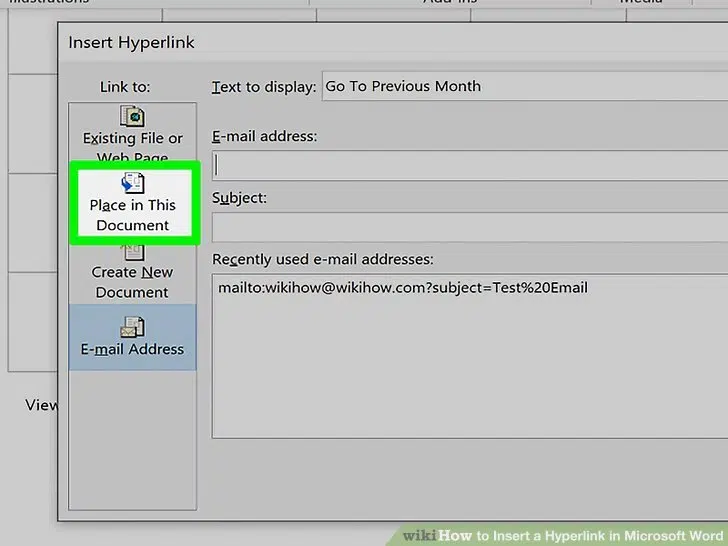 Illustrations
Add-ins
Media
Insert Hyperlink
Link to:
Text to display: Go To Previous Month
Existing File or
Web Page
E-mail address:
Place in This
Document
Subject:
Recently used e-mail addresses:
Create New
Document
mailto:wikihow@wikihow.com?subject=Test%20Email
E-mail Address
View
wikiHow to Insert a Hyperlink in Microsoft Word